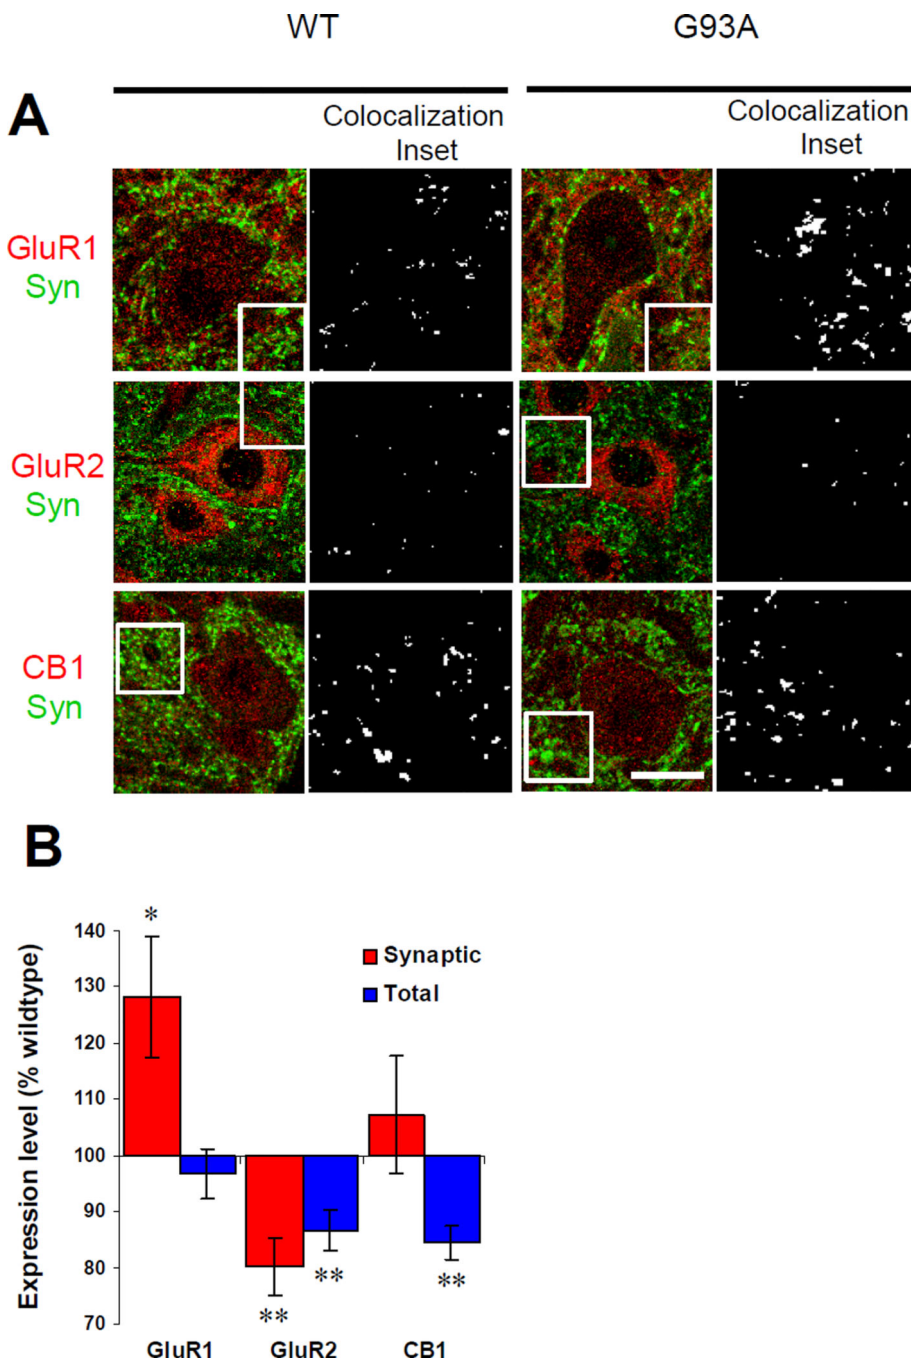 WT G93A
A
Colocalization Inset Colocalization Inset
GluR1
Syn
GluR2
Syn
CB1
Syn
B
Expression level (% wildtype)
140
130
120
110
100
90
80
70
*
**
**
**
Synaptic
Total
GluR1 GluR2 CB1